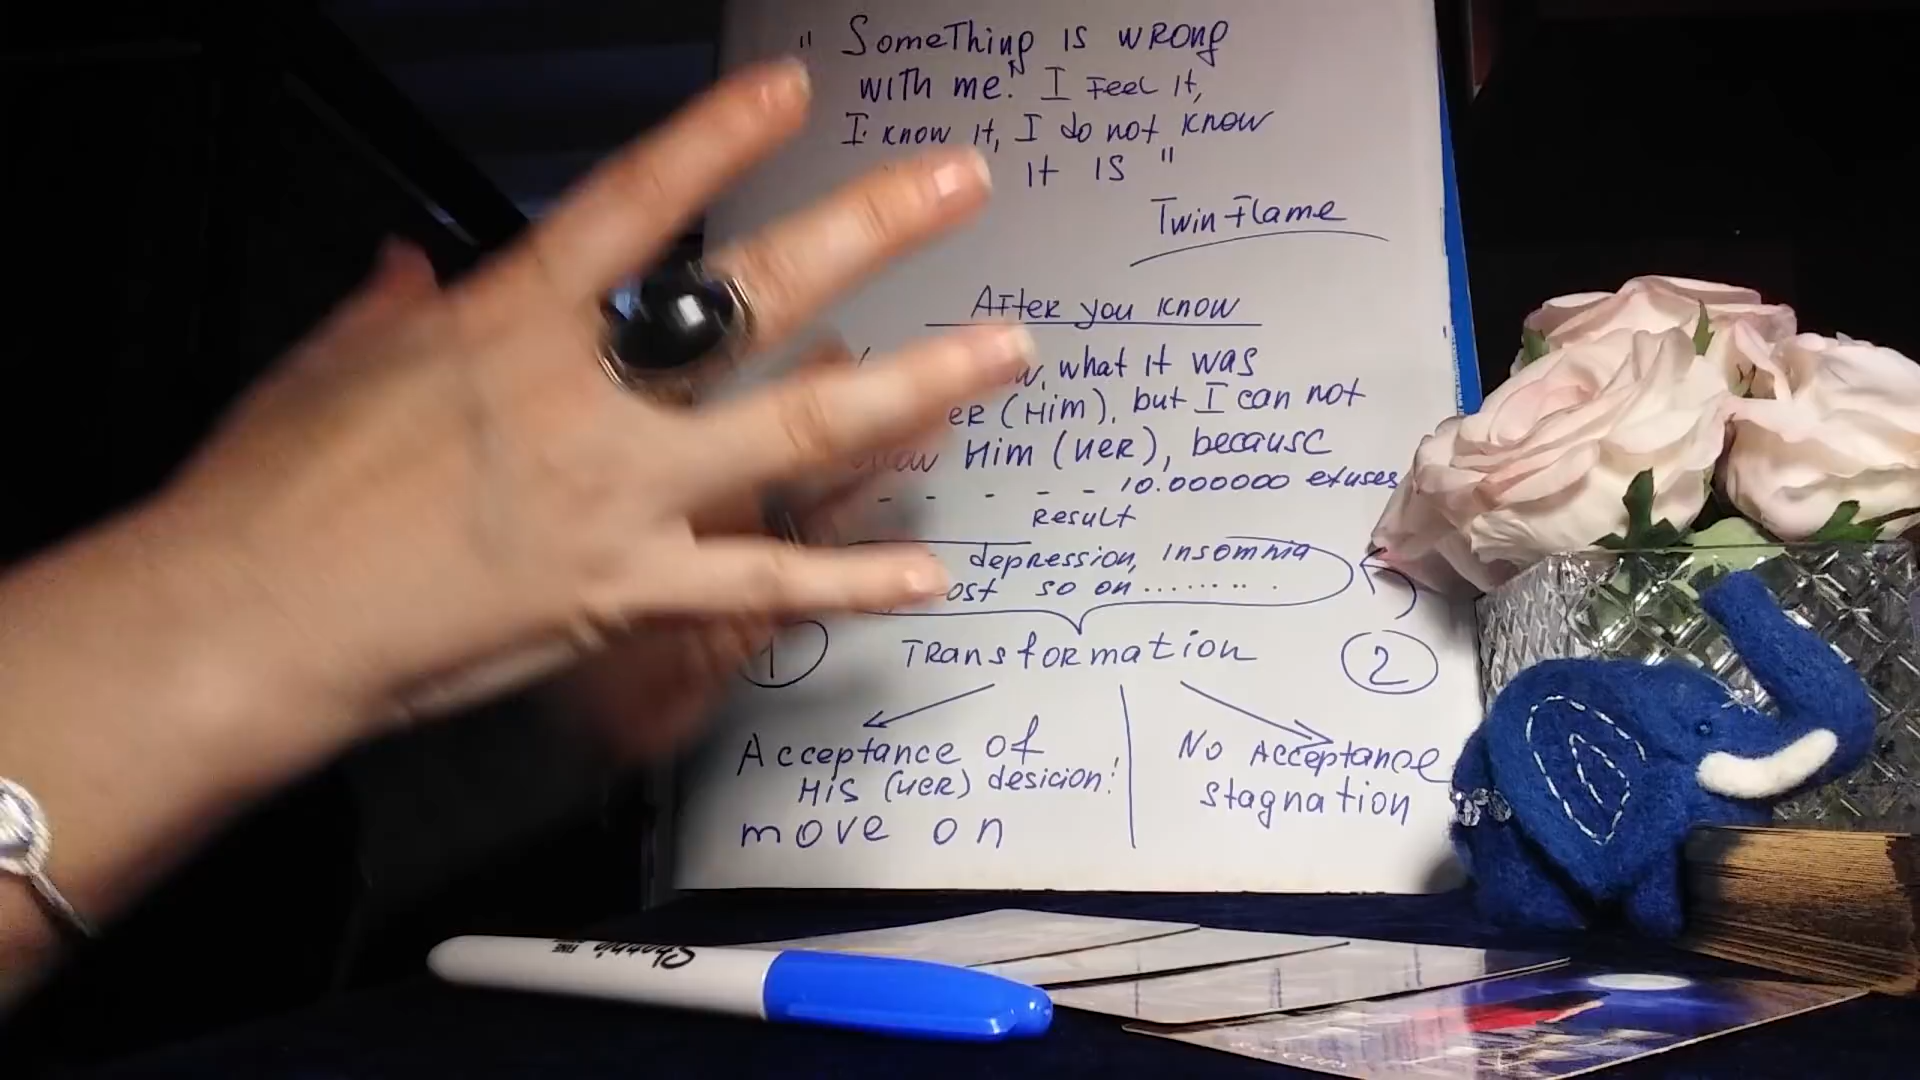 " Something is wrong
with me." I Feel It,
I know It, I do not know
It is "
Twin Flame
After you know
what it was
(Him), but I can not
Him (Her), because
- - - - - 10.000000 exuses
Result
depression, Insomnia
so on ........
1
Transformation
2
Acceptance of
His (Her) desicion!
move on
No Acceptance
stagnation
Sharpie
FINE